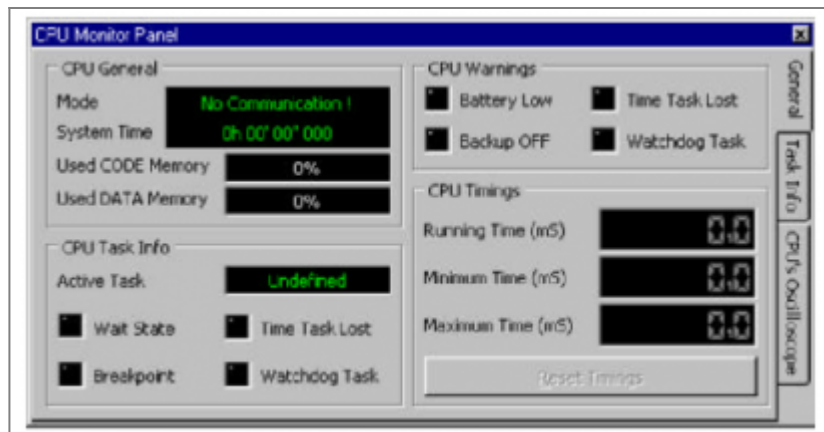 CPU Monitor Panel
CPU General
Mode
No Communication !
System Time
0h 00' 00" 000
Used CODE Memory
0%
Used DATA Memory
0%
CPU Task Info
Active Task
Undefined
Wait State
Time Task Lost
Breakpoint
Watchdog Task
CPU Warnings
Battery Low
Time Task Lost
Backup OFF
Watchdog Task
CPU Timings
Running Time (mS)
0.0
Minimum Time (mS)
0.0
Maximum Time (mS)
0.0
Reset Timings
General
Task Info
CPU's Oscilloscope